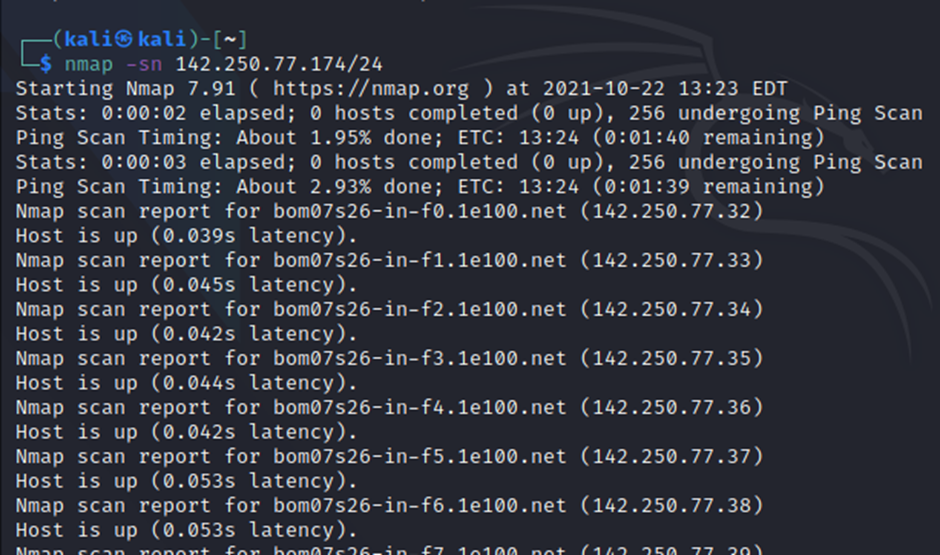 (kali㉿kali)-[~]
$ nmap -sn 142.250.77.174/24
Starting Nmap 7.91 ( https://nmap.org ) at 2021-10-22 13:23 EDT
Stats: 0:00:02 elapsed; 0 hosts completed (0 up), 256 undergoing Ping Scan
Ping Scan Timing: About 1.95% done; ETC: 13:24 (0:01:40 remaining)
Stats: 0:00:03 elapsed; 0 hosts completed (0 up), 256 undergoing Ping Scan
Ping Scan Timing: About 2.93% done; ETC: 13:24 (0:01:39 remaining)
Nmap scan report for bom07s26-in-f0.1e100.net (142.250.77.32)
Host is up (0.039s latency).
Nmap scan report for bom07s26-in-f1.1e100.net (142.250.77.33)
Host is up (0.045s latency).
Nmap scan report for bom07s26-in-f2.1e100.net (142.250.77.34)
Host is up (0.042s latency).
Nmap scan report for bom07s26-in-f3.1e100.net (142.250.77.35)
Host is up (0.044s latency).
Nmap scan report for bom07s26-in-f4.1e100.net (142.250.77.36)
Host is up (0.042s latency).
Nmap scan report for bom07s26-in-f5.1e100.net (142.250.77.37)
Host is up (0.053s latency).
Nmap scan report for bom07s26-in-f6.1e100.net (142.250.77.38)
Host is up (0.053s latency).
Nmap scan report for bom07s26-in-f7.1e100.net (142.250.77.39)